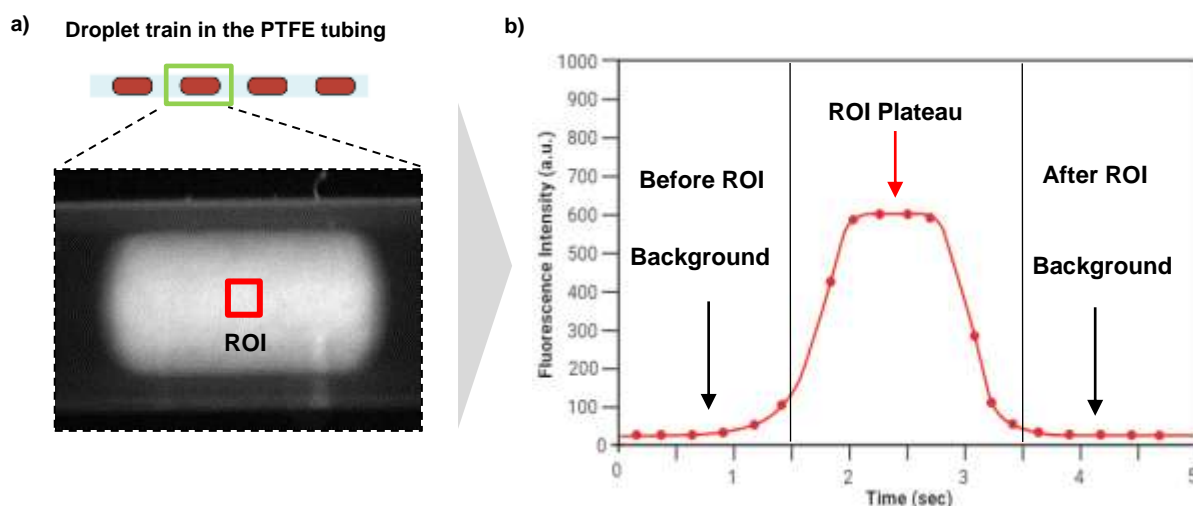 a)
Droplet train in the PTFE tubing
ROI
b)
Fluorescence Intensity (a.u.)
1000
900
800
700
600
500
400
300
200
100
0
Before ROI
Background
ROI Plateau
After ROI
Background
0
1
2
3
5
Time (sec)